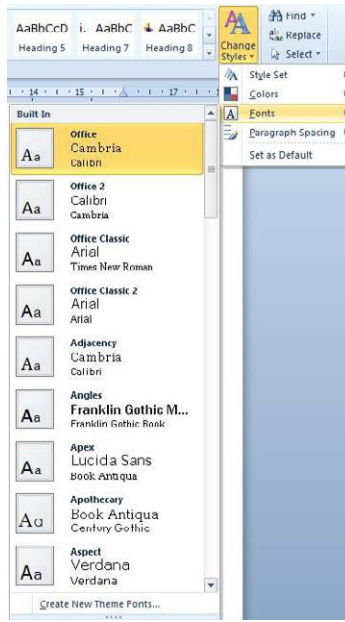 AaBbCcD i. AaBbC AaBbC
Heading 5 Heading 7 Heading 8
Change Styles
Find
Replace
Select
Style Set
Colors
Fonts
Paragraph Spacing
Set as Default
14 15 17
Built In
Aa
Office
Cambria
Calibri
Aa
Office 2
Calibri
Cambria
Aa
Office Classic
Arial
Times New Roman
Aa
Office Classic 2
Arial
Arial
Aa
Adjacency
Cambria
Calibri
Aa
Angles
Franklin Gothic M...
Franklin Gothic Book
Aa
Apex
Lucida Sans
Book Antiqua
Aa
Apothecary
Book Antiqua
Century Gothic
Aa
Aspect
Verdana
Verdana
Create New Theme Fonts...